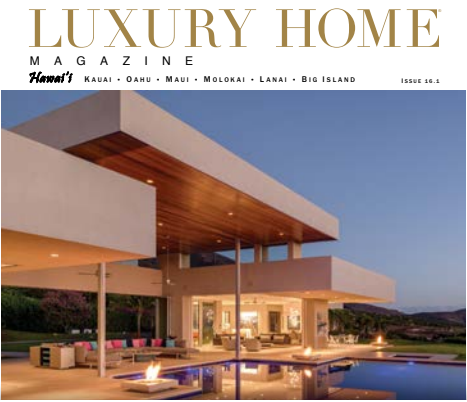 LUXURY HOME
MAGAZINE
Hawai'i KAUAI • OAHU • MAUI • MOLOKAI • LANAI • BIG ISLAND ISSUE 16.1